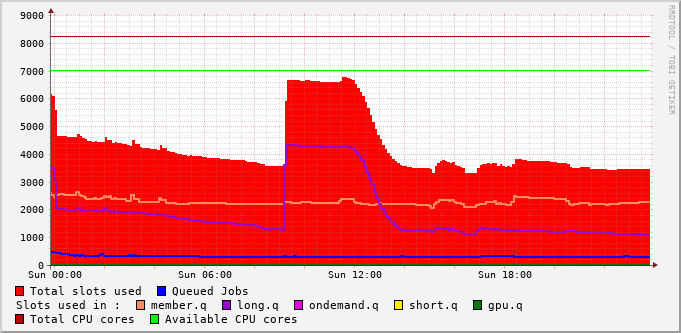 9000
8000
7000
6000
5000
4000
3000
2000
1000
0
Sun 00:00 Sun 06:00 Sun 12:00 Sun 18:00
RRDTOOL / TOBI OETIKER
Total slots used Queued Jobs
Slots used in : member.q long.q ondemand.q short.q gpu.q
Total CPU cores Available CPU cores